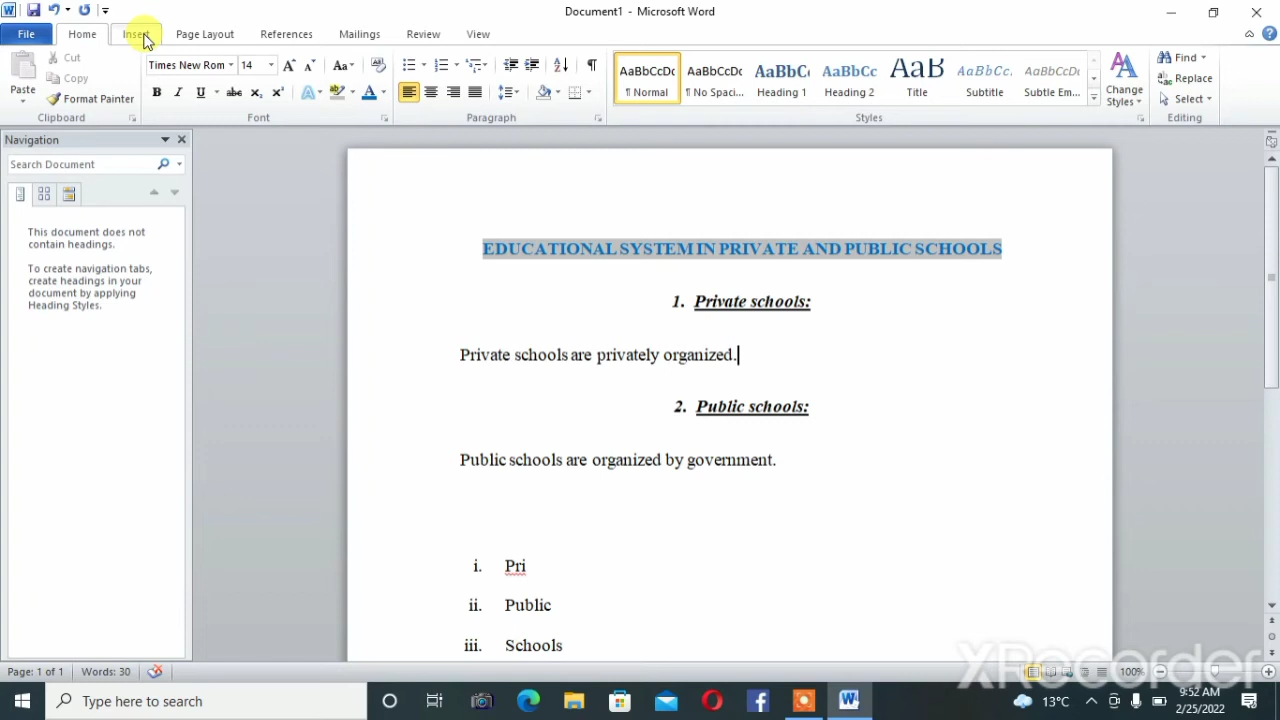 Document1 - Microsoft Word
File Home Insert Page Layout References Mailings Review View
Paste
Cut
Copy
Format Painter
Clipboard
Times New Rom 14
Font
Paragraph
AaBbCcDc AaBbCcDc AaBbC AaBbCc AaB AaBbCcI AaBbCcDı
¶ Normal ¶ No Spaci... Heading 1 Heading 2 Title Subtitle Subtle Em...
Styles
Change
Styles
Find
Replace
Select
Editing
Navigation
Search Document
This document does not
contain headings.
To create navigation tabs,
create headings in your
document by applying
Heading Styles.
EDUCATIONAL SYSTEM IN PRIVATE AND PUBLIC SCHOOLS
1. Private schools:
Private schools are privately organized.
2. Public schools:
Public schools are organized by government.
i. Pri
ii. Public
iii. Schools
XRecorder
Page: 1 of 1 Words: 30 100%
Type here to search
13°C
9:52 AM
2/25/2022